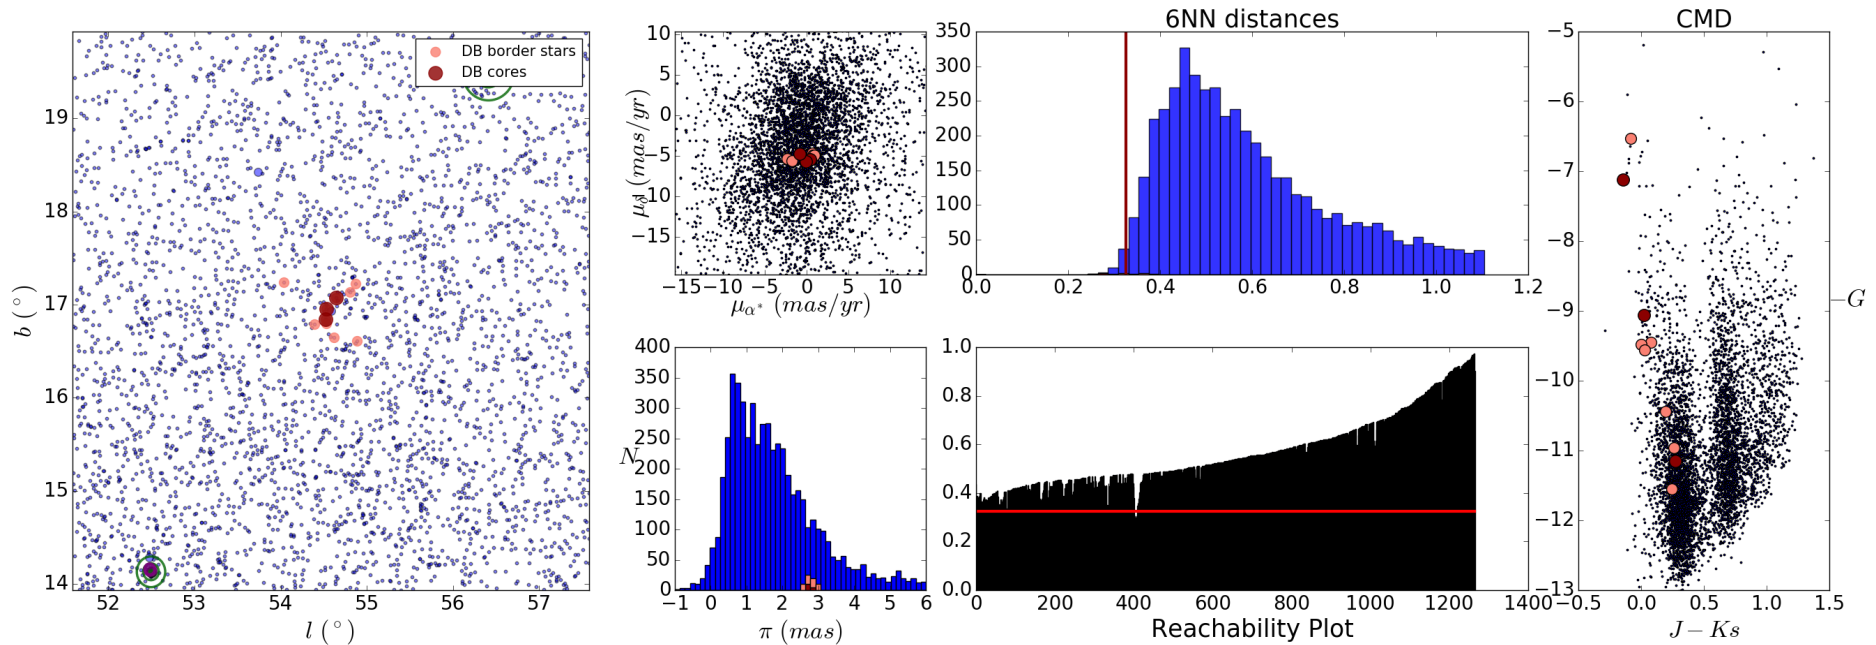 DB border stars
DB cores
19
18
17
16
15
14
b (°)
52 53 54 55 56 57
l (°)
10
5
0
−5
−10
−15
μδ (mas/yr)
−15 −10 −5 0 5 10
μα* (mas/yr)
6NN distances
350
300
250
200
150
100
50
0
0.0 0.2 0.4 0.6 0.8 1.0 1.2
400
350
300
250
200
150
100
50
0
N
−1 0 1 2 3 4 5 6
π (mas)
1.0
0.8
0.6
0.4
0.2
0.0
0 200 400 600 800 1000 1200 1400
Reachability Plot
CMD
−5
−6
−7
−8
−9
−10
−11
−12
−13
−G
−0.5 0.0 0.5 1.0 1.5
J − Ks